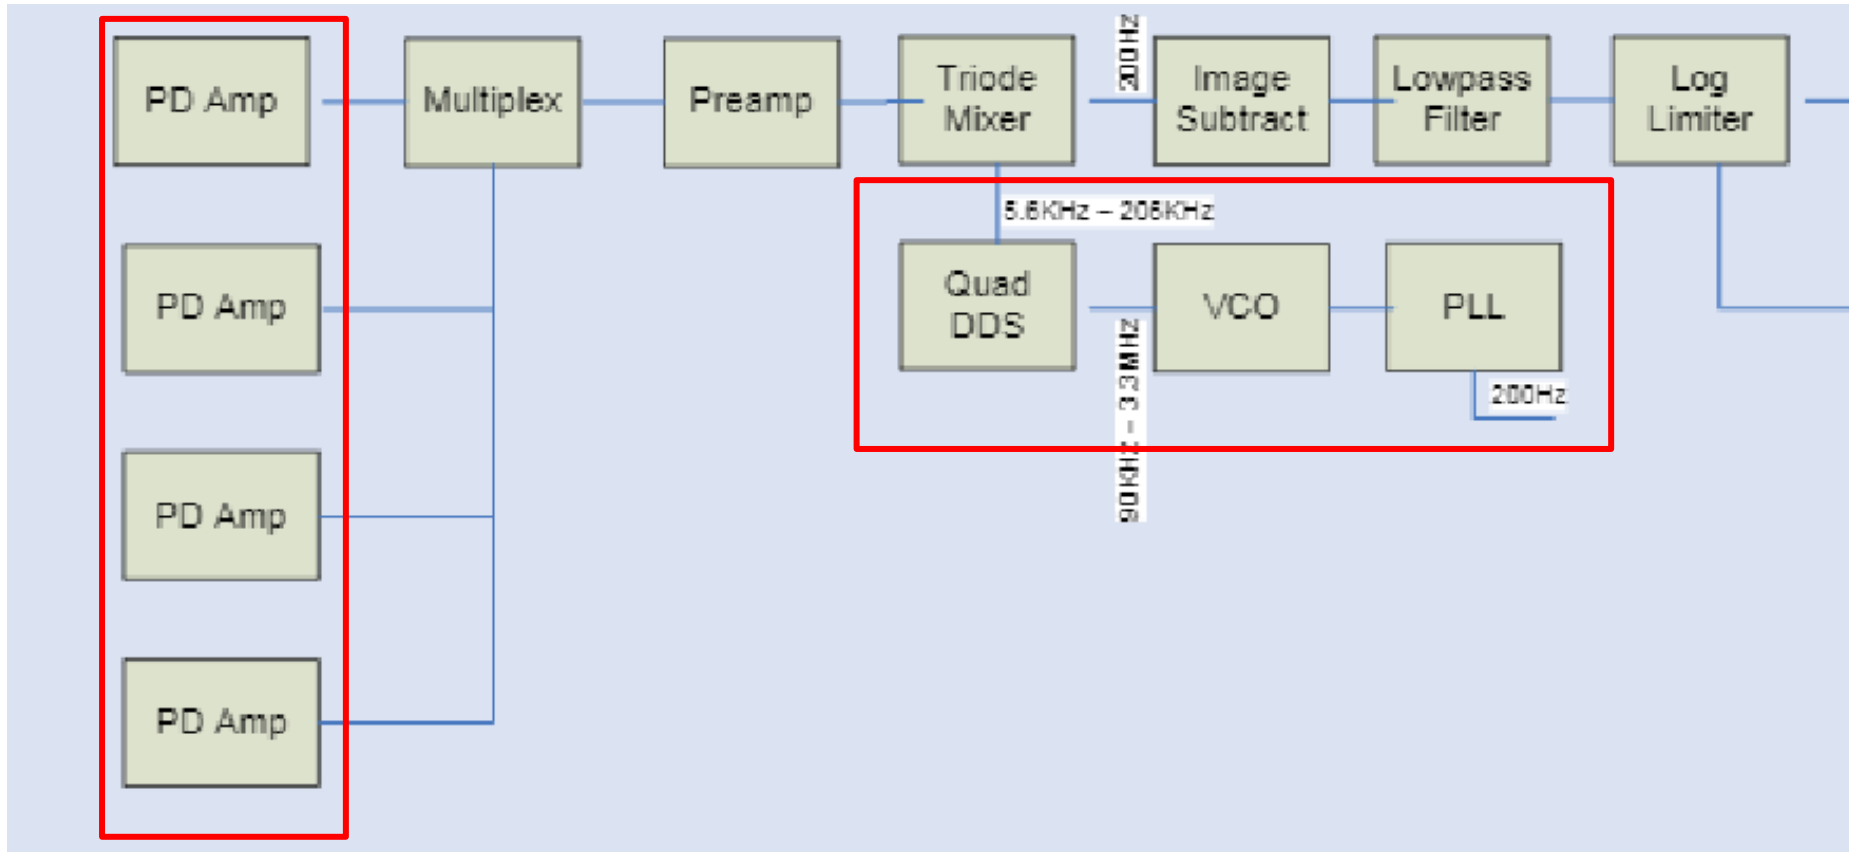 PD Amp
Multiplex
Preamp
Triode
Mixer
200Hz
Image
Subtract
Lowpass
Filter
Log
Limiter
5.6KHz – 206KHz
PD Amp
Quad
DDS
90KHz – 3.3MHz
VCO
PLL
200Hz
PD Amp
PD Amp